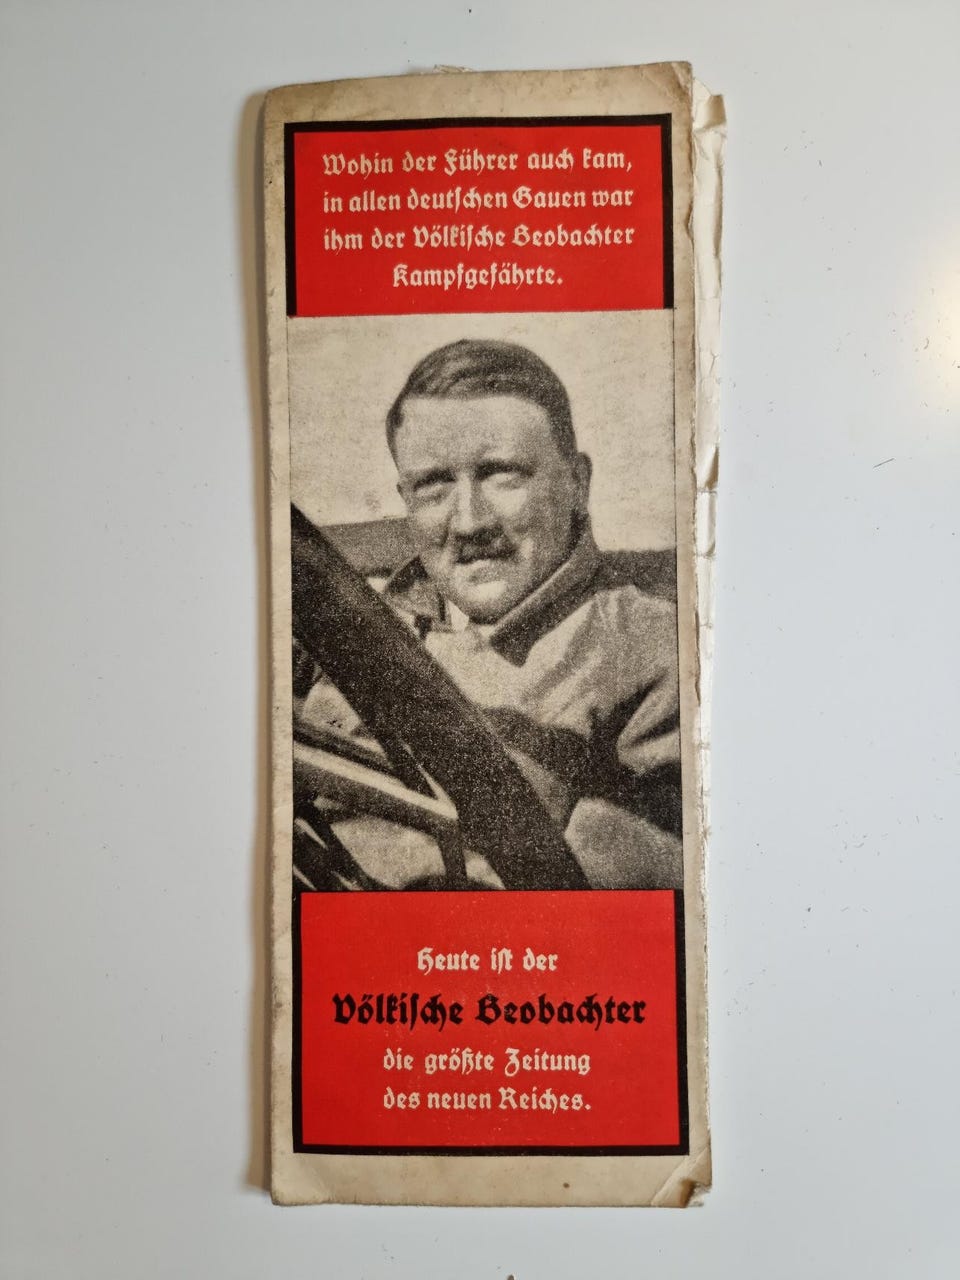 Wohin der Führer auch kam,
in allen deutschen Gauen war
ihm der Völkische Beobachter
Kampfgefährte.
Heute ist der
Völkische Beobachter
die größte Zeitung
des neuen Reiches.